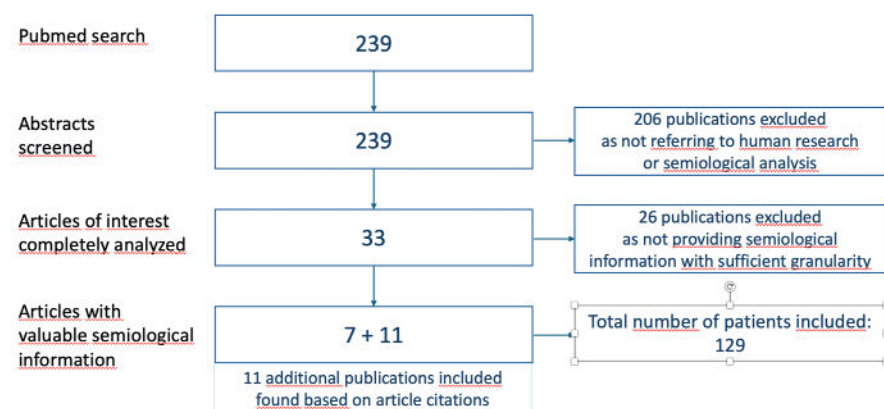 Pubmed search
239
Abstracts
screened
239
206 publications excluded
as not referring to human research
or semiological analysis
Articles of interest
completely analyzed
33
26 publications excluded
as not providing semiological
information with sufficient granularity
Articles with
valuable semiological
information
7 + 11
Total number of patients included:
129
11 additional publications included
found based on article citations